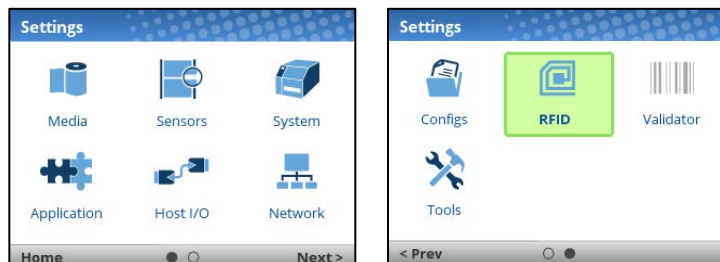 Settings
Media Sensors System
Application Host I/O Network
Home Next >
Settings
Configs RFID Validator
Tools
< Prev